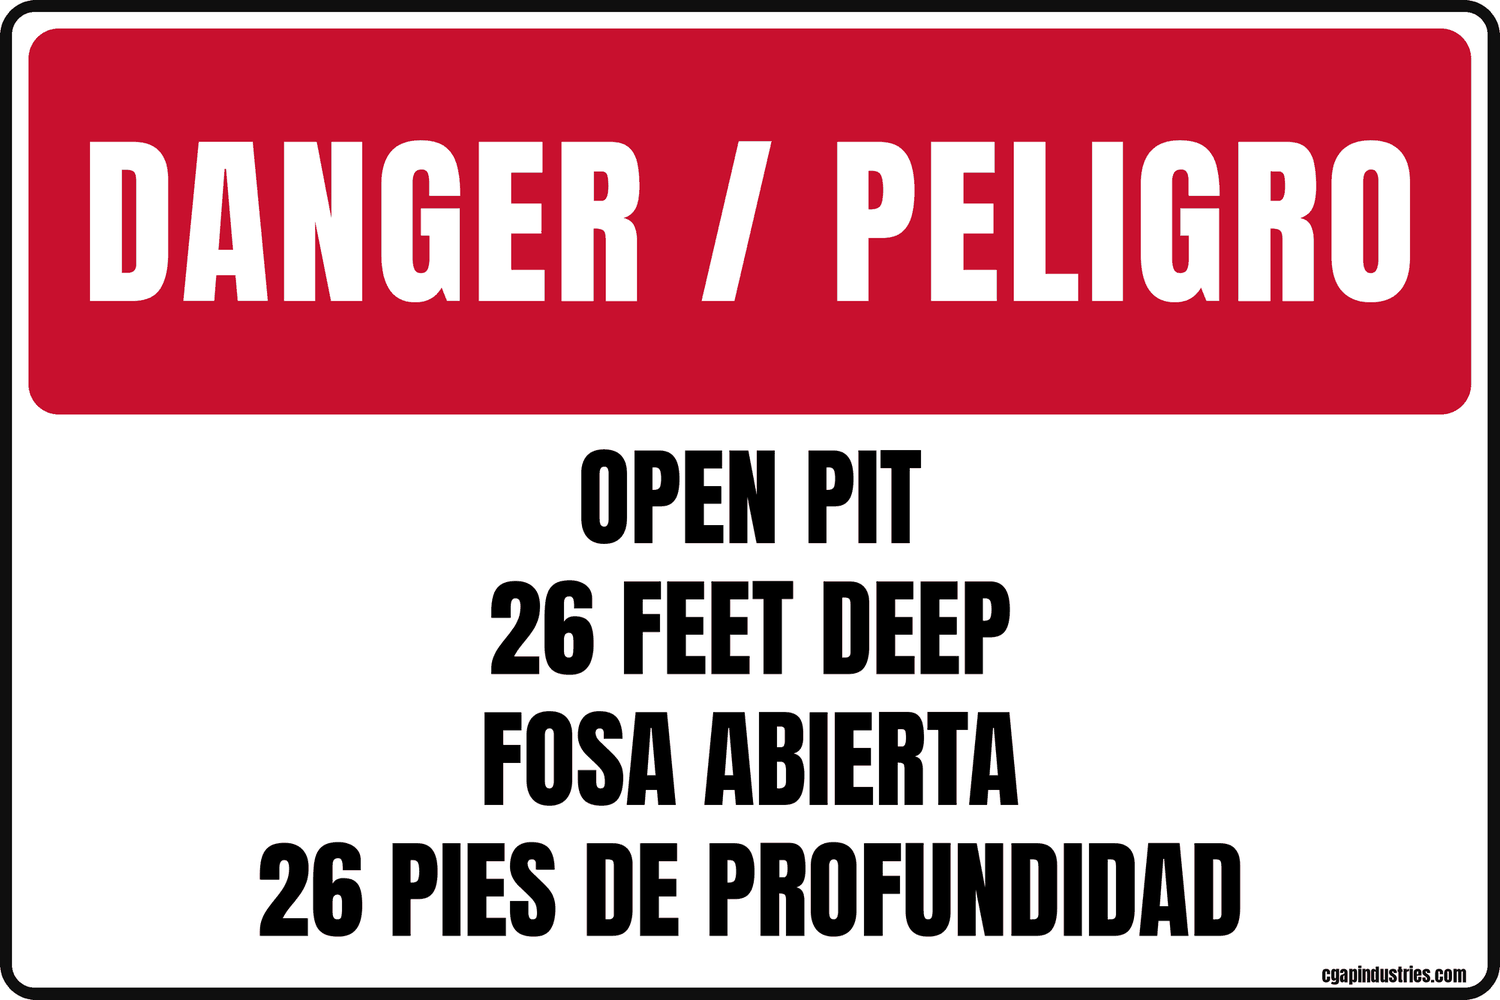 DANGER / PELIGRO
OPEN PIT
26 FEET DEEP
FOSA ABIERTA
26 PIES DE PROFUNDIDAD
cgapindustries.com